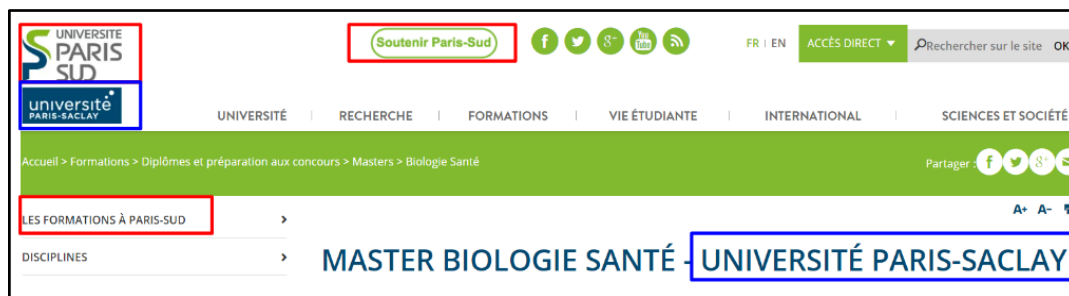 UNIVERSITE
PARIS
SUD
université
PARIS-SACLAY
Soutenir Paris-Sud
f
8+
You
Tube
FR | EN
ACCÈS DIRECT
Rechercher sur le site OK
UNIVERSITÉ | RECHERCHE | FORMATIONS | VIE ÉTUDIANTE | INTERNATIONAL | SCIENCES ET SOCIÉTÉ
Accueil > Formations > Diplômes et préparation aux concours > Masters > Biologie Santé
Partager :
f
8+
A+ A-
LES FORMATIONS À PARIS-SUD >
DISCIPLINES >
MASTER BIOLOGIE SANTÉ - UNIVERSITÉ PARIS-SACLAY